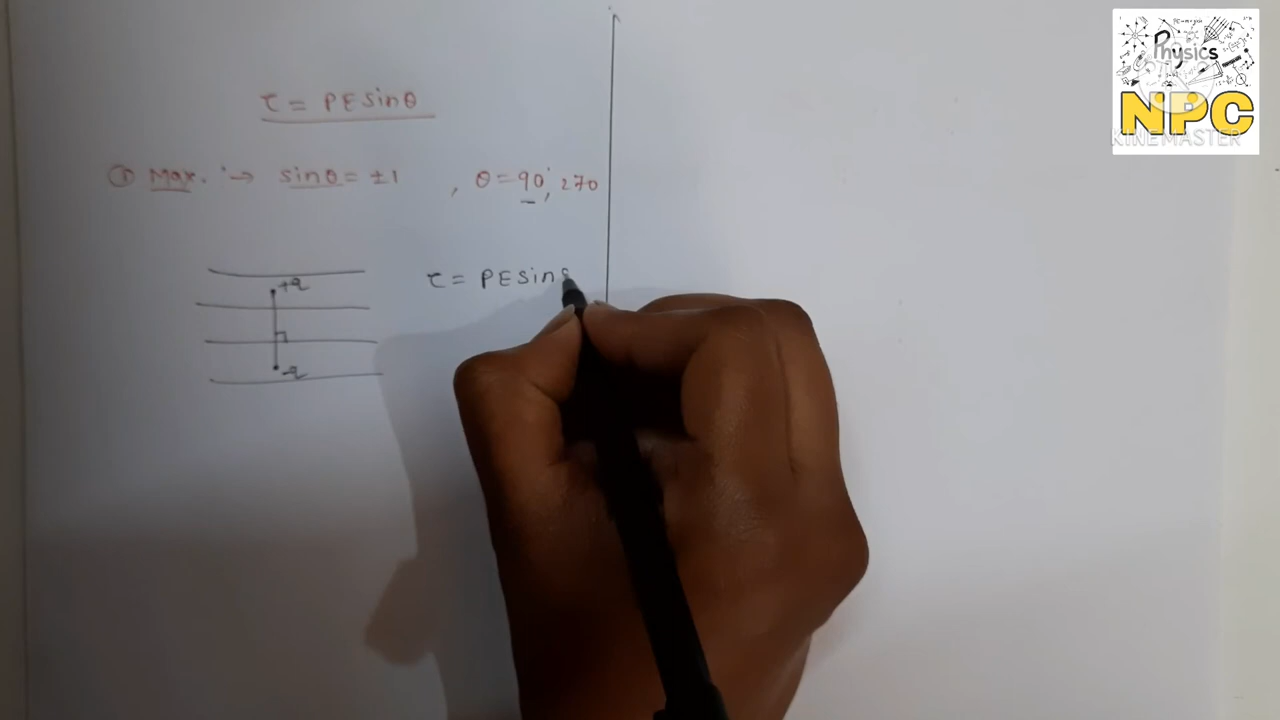 τ = PE sinθ
① Max. :→ sinθ = ±1 , θ = 90°, 270
+q
τ = PE sin
-q
Physics
NPC
KINEMASTER